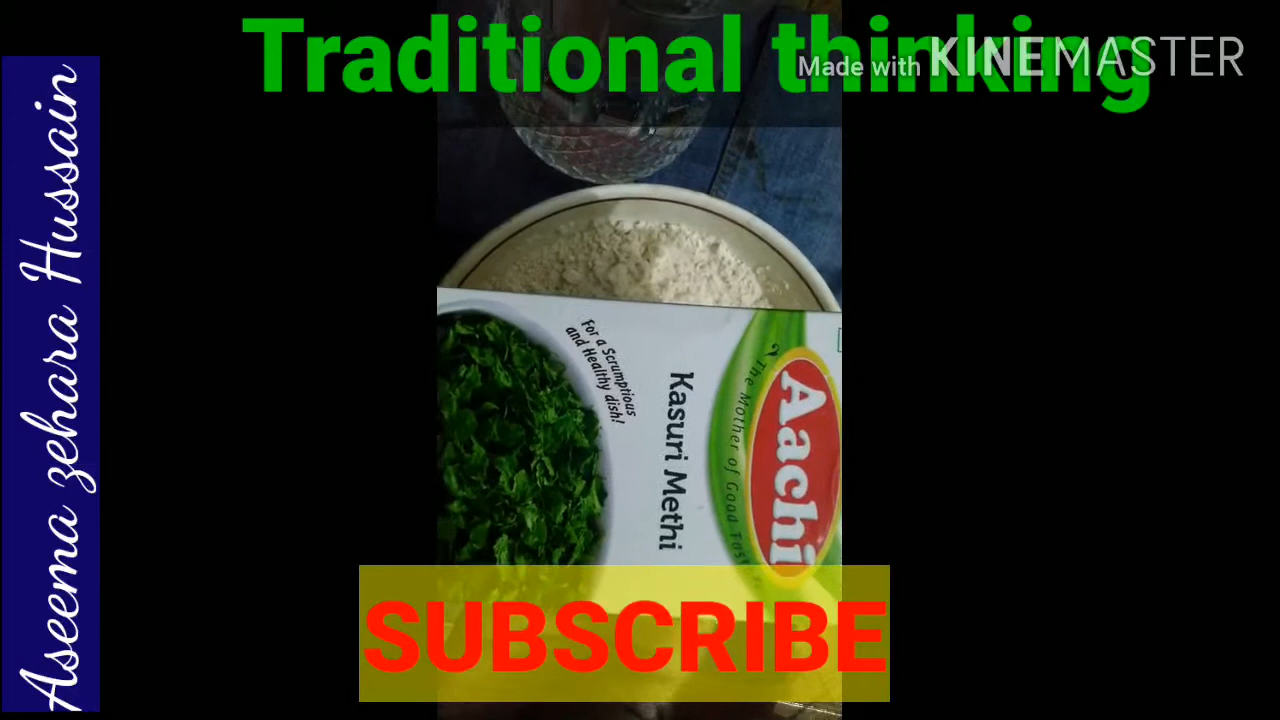 Traditional thinking
Made with KINEMASTER
Aseema zehara Hussain
For a Scrumptious
and Healthy dish!
Kasuri Methi
The Mother of Good
Aachi
SUBSCRIBE